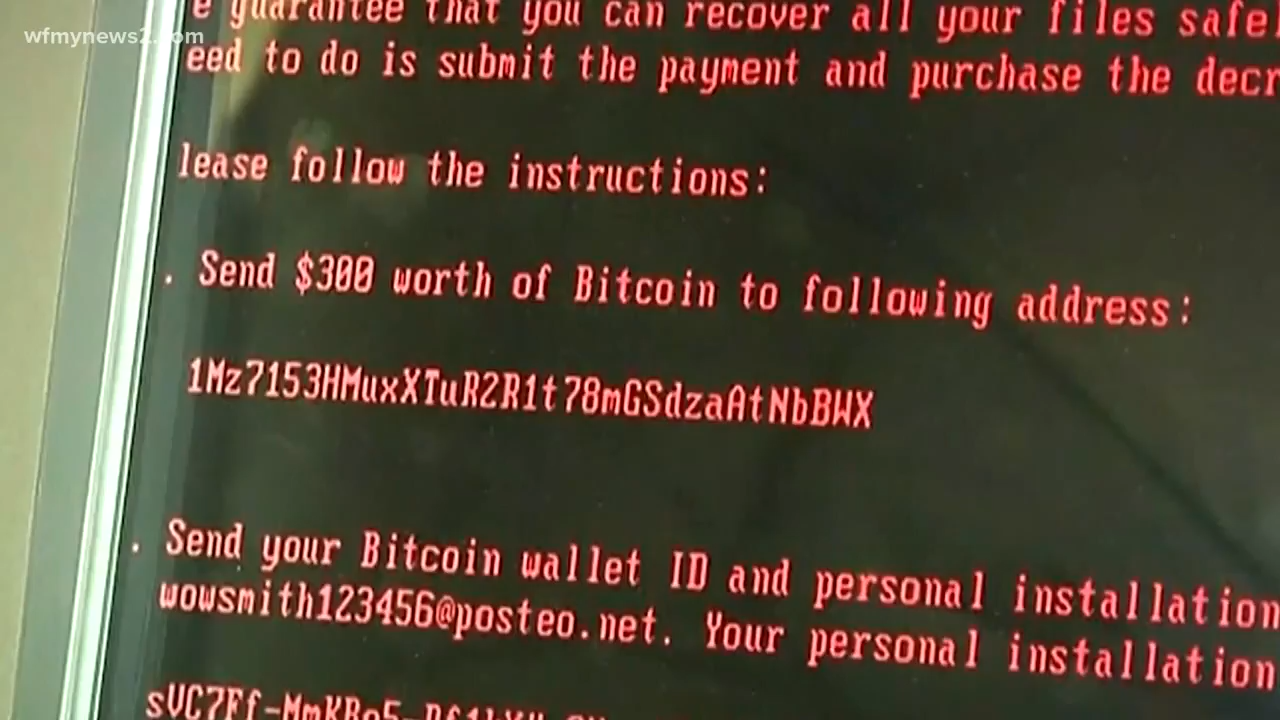 wfmynews2.com
e guarantee that you can recover all your files safel
eed to do is submit the payment and purchase the decr
lease follow the instructions:
. Send $300 worth of Bitcoin to following address:
1Mz7153HMuxXTuR2R1t78mGSdzaAtNbBWX
. Send your Bitcoin wallet ID and personal installation
wowsmith123456@posteo.net. Your personal installation